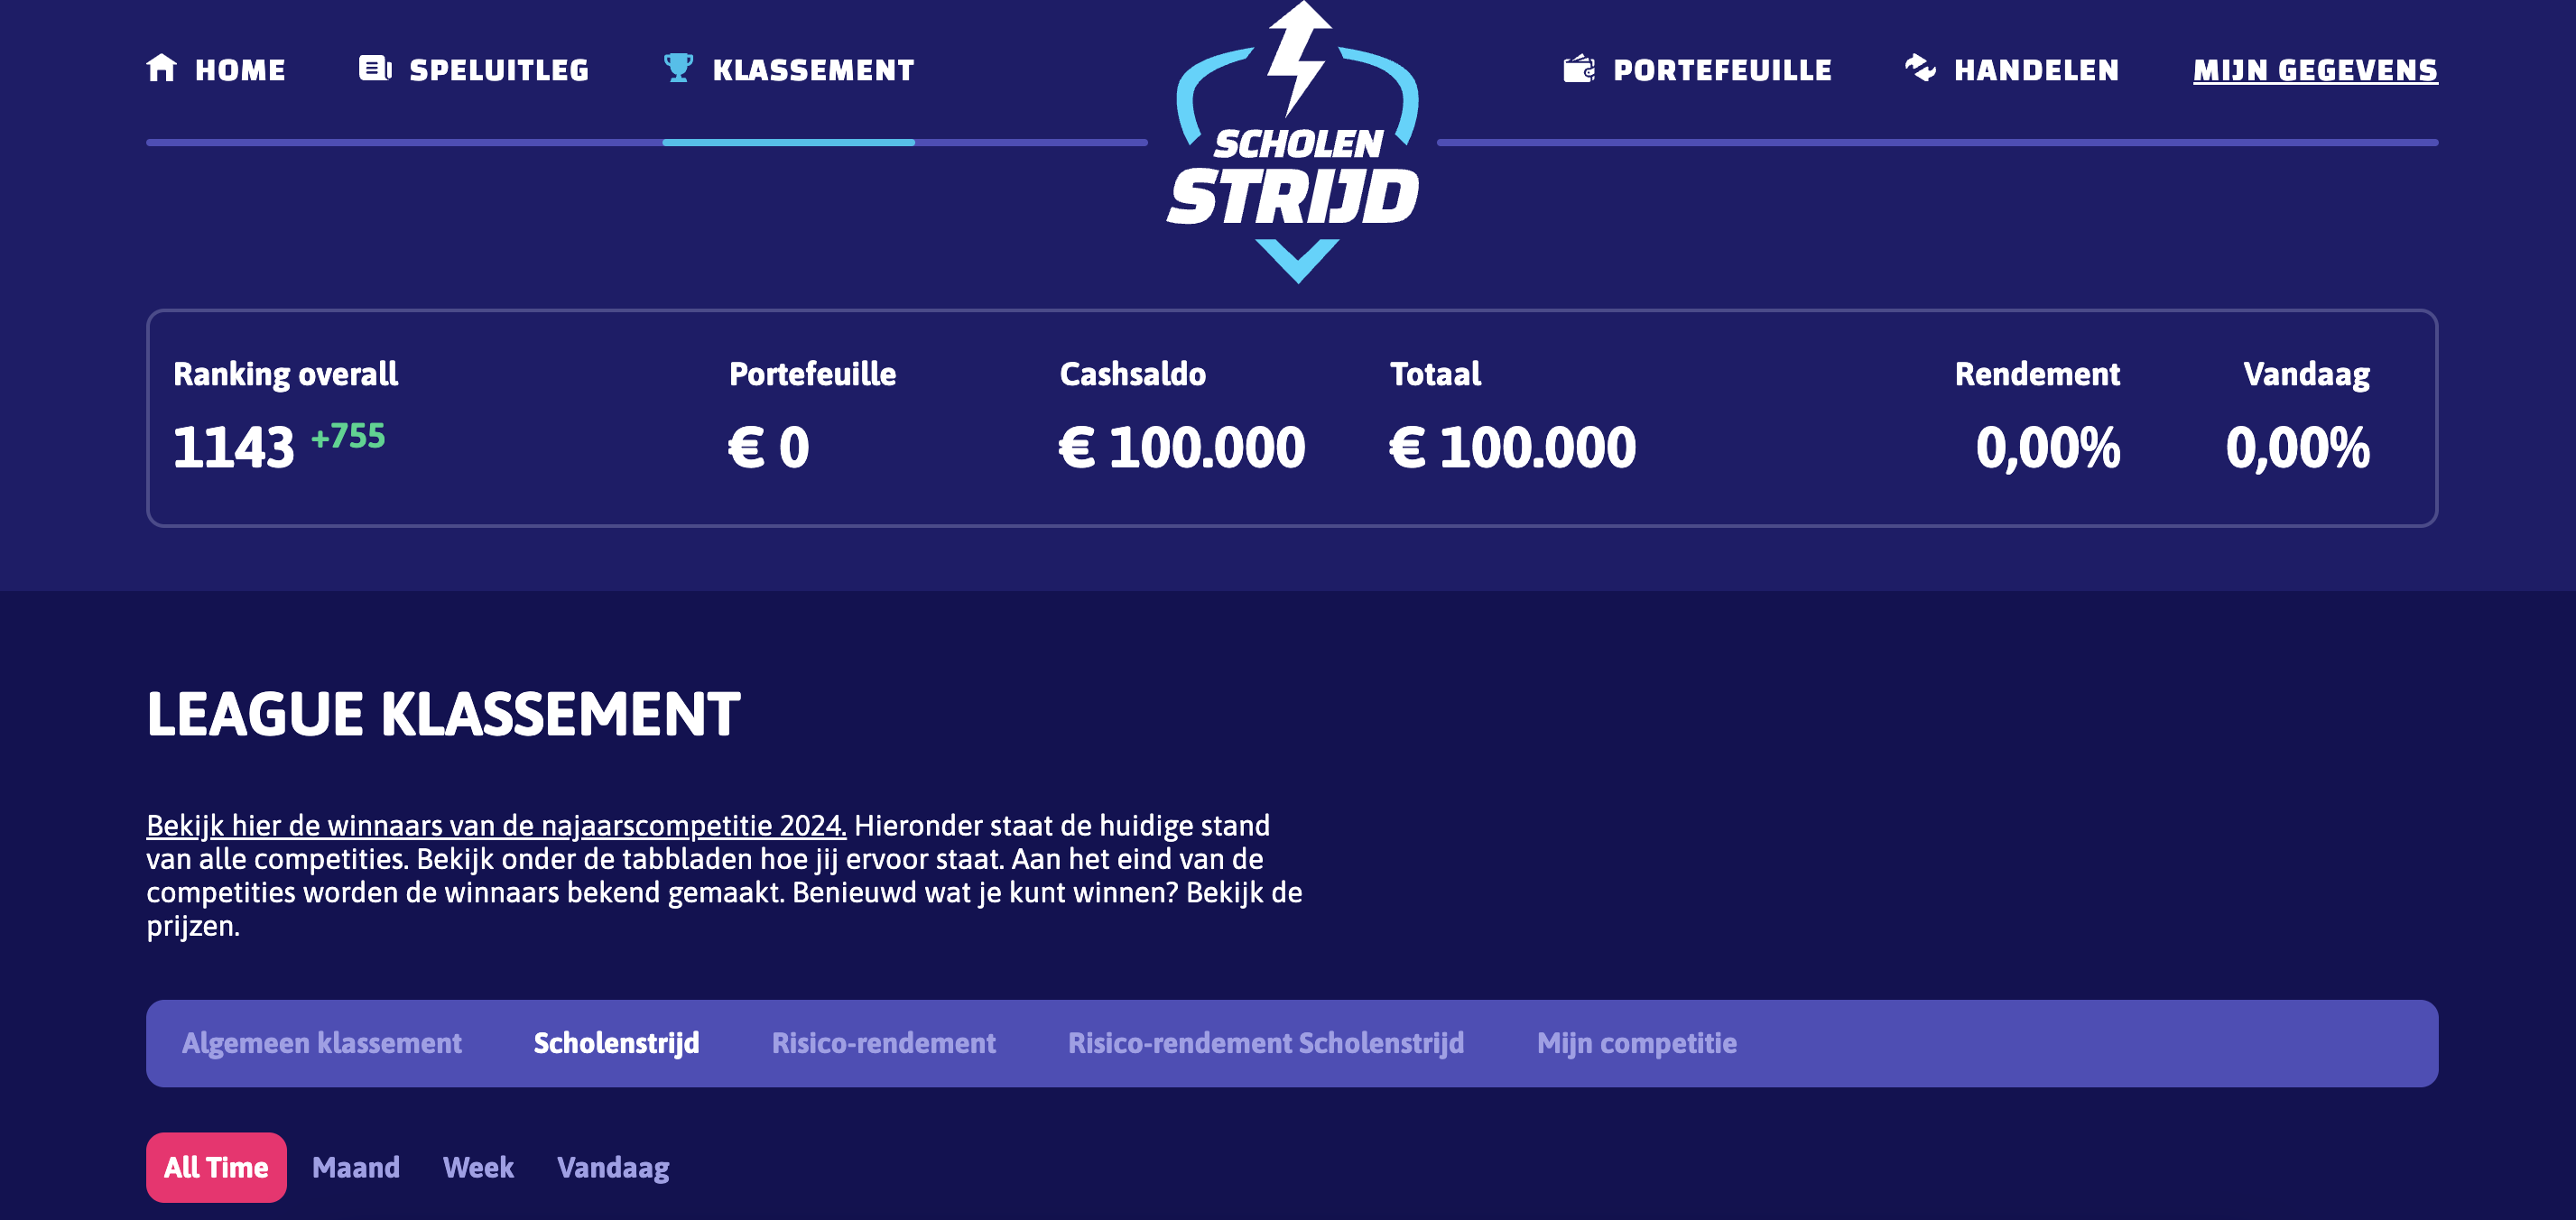 HOME SPELUITLEG KLASSEMENT
SCHOLEN
STRIJD
PORTEFEUILLE HANDELEN MIJN GEGEVENS
Ranking overall Portefeuille Cashsaldo Totaal Rendement Vandaag
1143 +755 € 0 € 100.000 € 100.000 0,00% 0,00%
LEAGUE KLASSEMENT
Bekijk hier de winnaars van de najaarscompetitie 2024. Hieronder staat de huidige stand
van alle competities. Bekijk onder de tabbladen hoe jij ervoor staat. Aan het eind van de
competities worden de winnaars bekend gemaakt. Benieuwd wat je kunt winnen? Bekijk de
prijzen.
Algemeen klassement Scholenstrijd Risico-rendement Risico-rendement Scholenstrijd Mijn competitie
All Time Maand Week Vandaag